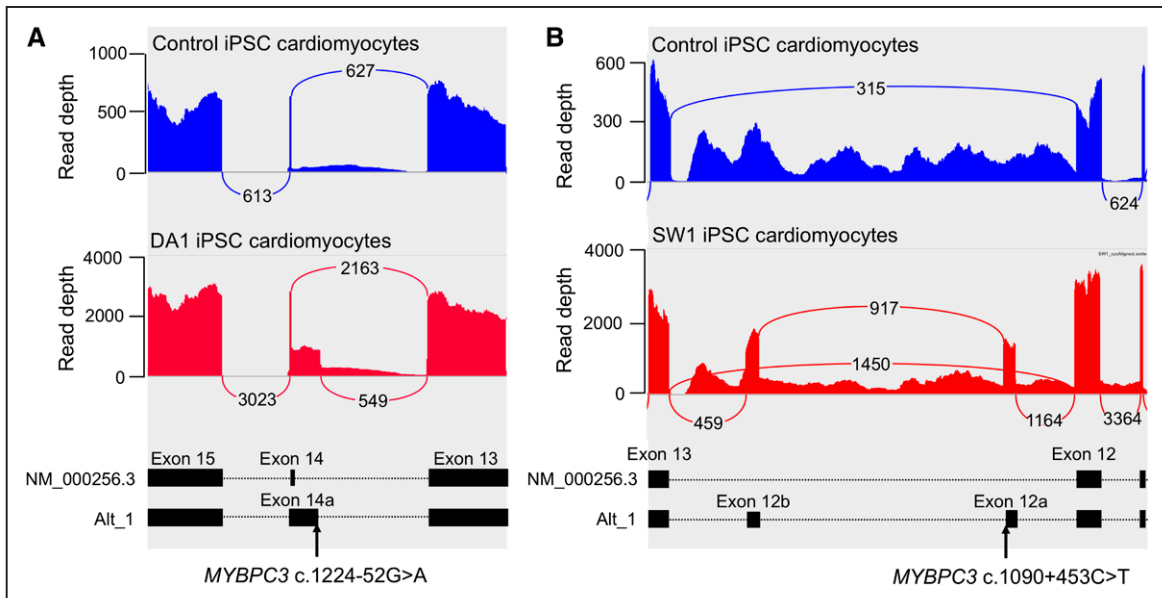 A
Control iPSC cardiomyocytes
Read depth
1000
500
0
627
613
DA1 iPSC cardiomyocytes
Read depth
4000
2000
0
2163
3023
549
Exon 15
Exon 14
Exon 13
NM_000256.3
Exon 14a
Alt_1
MYBPC3 c.1224-52G>A
B
Control iPSC cardiomyocytes
Read depth
600
300
0
315
624
SW1 iPSC cardiomyocytes
Read depth
4000
2000
0
917
1450
459
1164
3364
Exon 13
Exon 12
NM_000256.3
Exon 12b
Exon 12a
Alt_1
MYBPC3 c.1090+453C>T